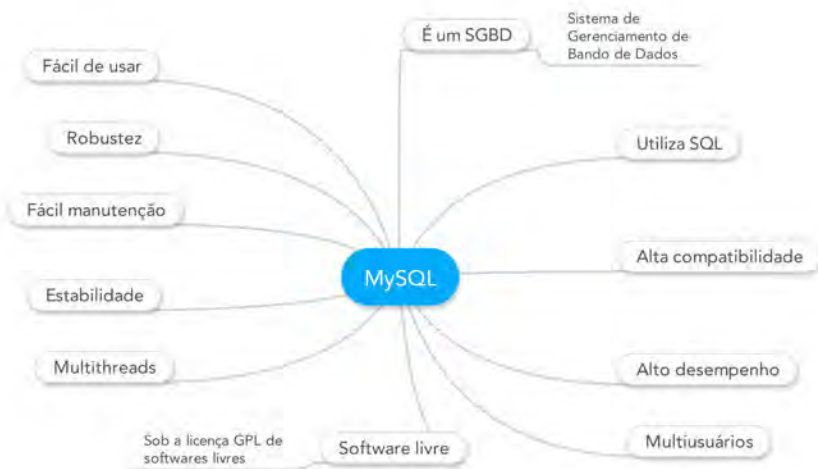 É um SGBD
Sistema de
Gerenciamento de
Bando de Dados
Fácil de usar
Robustez
Utiliza SQL
Fácil manutenção
Alta compatibilidade
MySQL
Estabilidade
Multithreads
Alto desempenho
Multiusuários
Sob a licença GPL de
softwares livres
Software livre